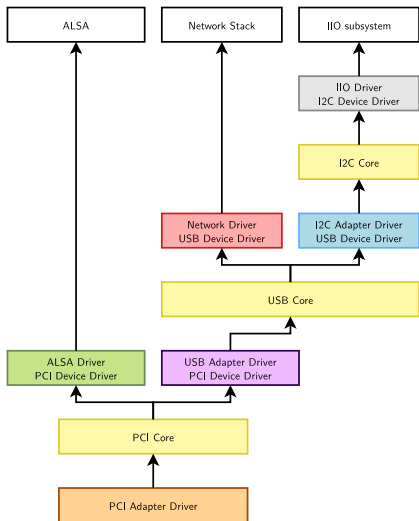 ALSA
Network Stack
IIO subsystem
IIO Driver
I2C Device Driver
I2C Core
Network Driver
USB Device Driver
I2C Adapter Driver
USB Device Driver
USB Core
ALSA Driver
PCI Device Driver
USB Adapter Driver
PCI Device Driver
PCI Core
PCI Adapter Driver